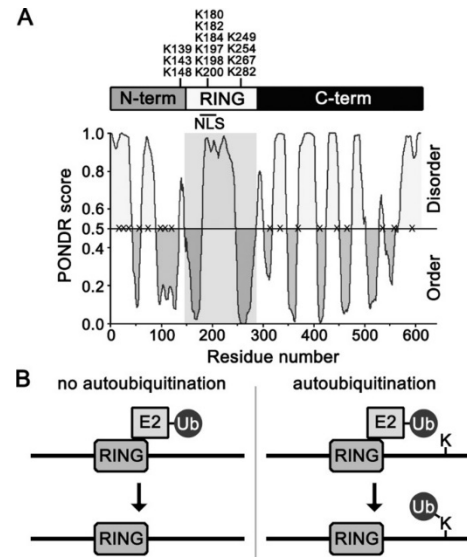 A
K180
K182
K184 K249
K139 K197 K254
K143 K198 K267
K148 K200 K282
N-term RING C-term
NLS
1.0
0.8
0.6
0.5
0.4
0.2
0.0
PONDR score
Disorder
Order
0 100 200 300 400 500 600
Residue number
B
no autoubiquitination autoubiquitination
E2 Ub E2 Ub
K
RING RING
Ub
K
RING RING